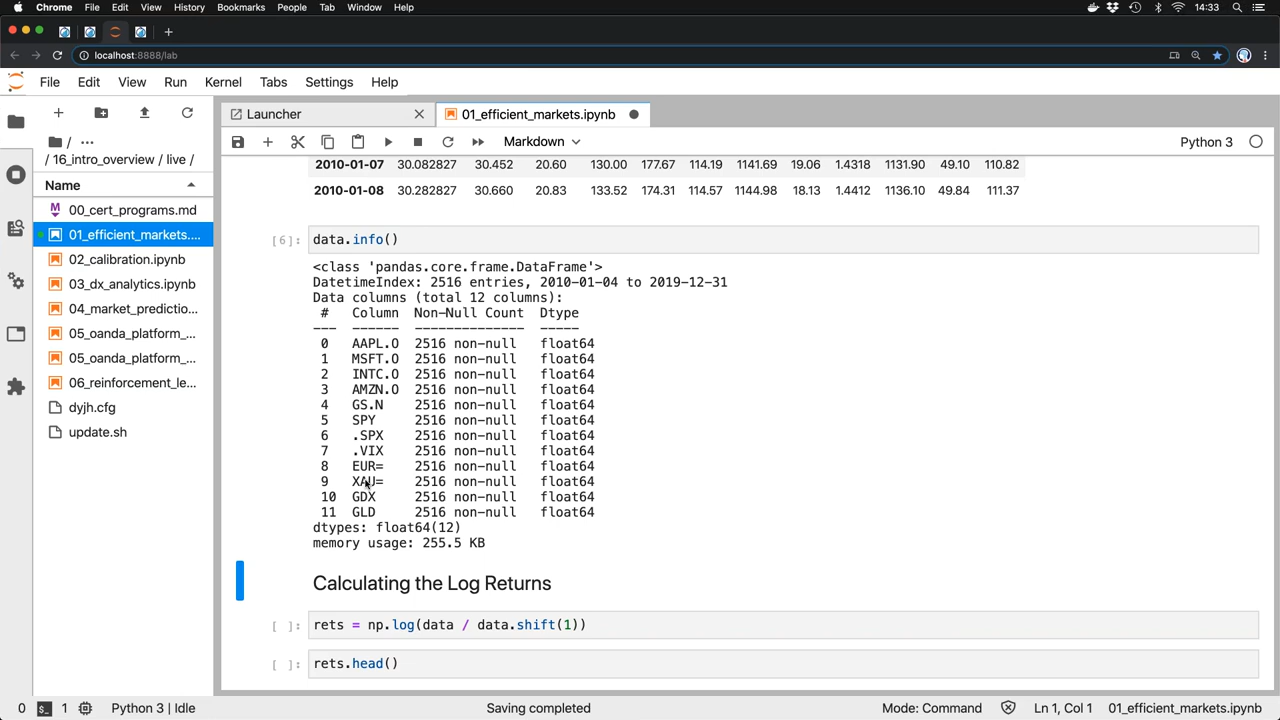 Chrome File Edit View History Bookmarks People Tab Window Help 14:33
localhost:8888/lab
File Edit View Run Kernel Tabs Settings Help
/ ···
/ 16_intro_overview / live /
Name
00_cert_programs.md
01_efficient_markets....
02_calibration.ipynb
03_dx_analytics.ipynb
04_market_predictio...
05_oanda_platform_...
05_oanda_platform_...
06_reinforcement_le...
dyjh.cfg
update.sh
Launcher 01_efficient_markets.ipynb
Markdown Python 3
2010-01-07 30.082827 30.452 20.60 130.00 177.67 114.19 1141.69 19.06 1.4318 1131.90 49.10 110.82
2010-01-08 30.282827 30.660 20.83 133.52 174.31 114.57 1144.98 18.13 1.4412 1136.10 49.84 111.37
[6]: data.info()
<class 'pandas.core.frame.DataFrame'>
DatetimeIndex: 2516 entries, 2010-01-04 to 2019-12-31
Data columns (total 12 columns):
# Column Non-Null Count Dtype
--- ------ -------------- -----
0 AAPL.O 2516 non-null float64
1 MSFT.O 2516 non-null float64
2 INTC.O 2516 non-null float64
3 AMZN.O 2516 non-null float64
4 GS.N 2516 non-null float64
5 SPY 2516 non-null float64
6 .SPX 2516 non-null float64
7 .VIX 2516 non-null float64
8 EUR= 2516 non-null float64
9 XAU= 2516 non-null float64
10 GDX 2516 non-null float64
11 GLD 2516 non-null float64
dtypes: float64(12)
memory usage: 255.5 KB
Calculating the Log Returns
[ ]: rets = np.log(data / data.shift(1))
[ ]: rets.head()
0 1 Python 3 | Idle Saving completed Mode: Command Ln 1, Col 1 01_efficient_markets.ipynb